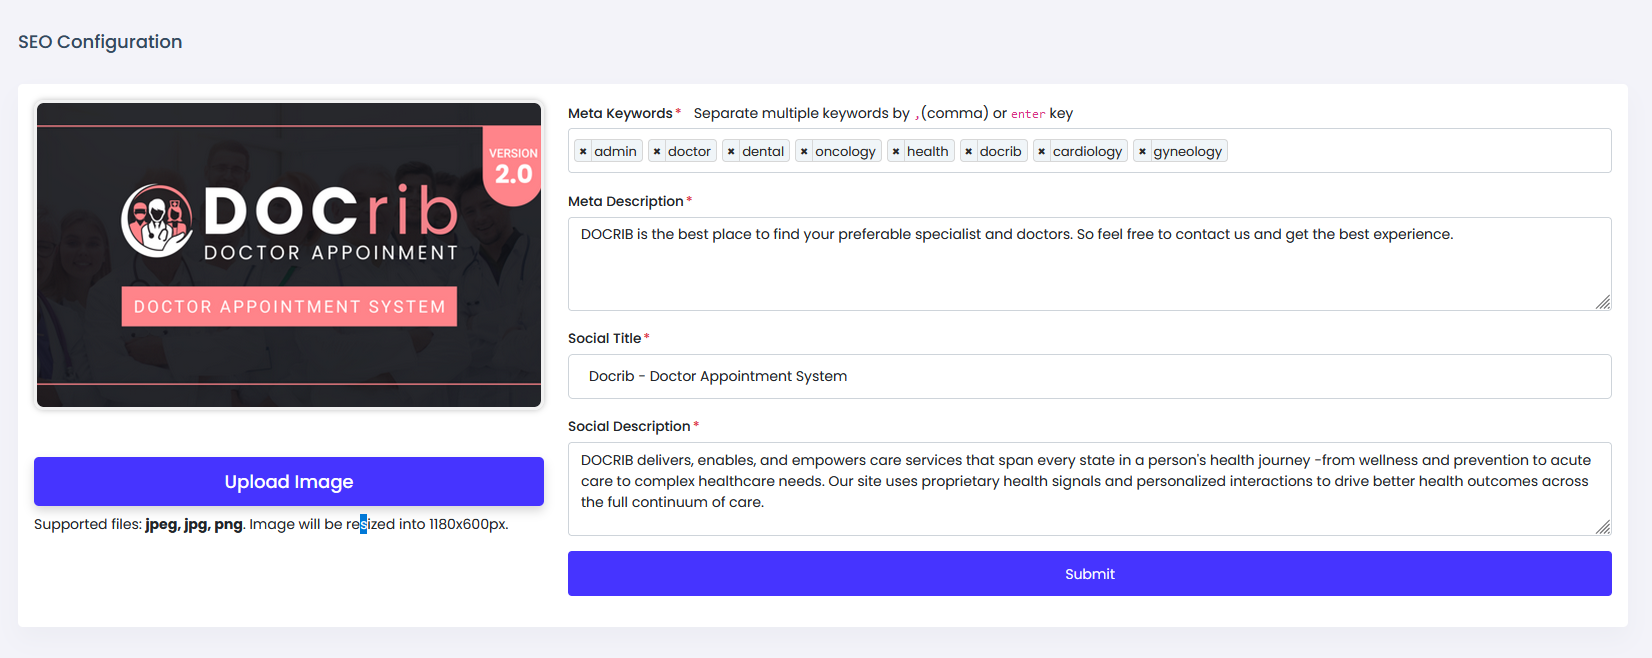 SEO Configuration
VERSION
2.0
DOCrib
DOCTOR APPOINMENT
DOCTOR APPOINTMENT SYSTEM
Upload Image
Supported files: jpeg, jpg, png. Image will be resized into 1180x600px.
Meta Keywords* Separate multiple keywords by ,(comma) or enter key
× admin × doctor × dental × oncology × health × docrib × cardiology × gyneology
Meta Description*
DOCRIB is the best place to find your preferable specialist and doctors. So feel free to contact us and get the best experience.
Social Title*
Docrib - Doctor Appointment System
Social Description*
DOCRIB delivers, enables, and empowers care services that span every state in a person's health journey -from wellness and prevention to acute
care to complex healthcare needs. Our site uses proprietary health signals and personalized interactions to drive better health outcomes across
the full continuum of care.
Submit